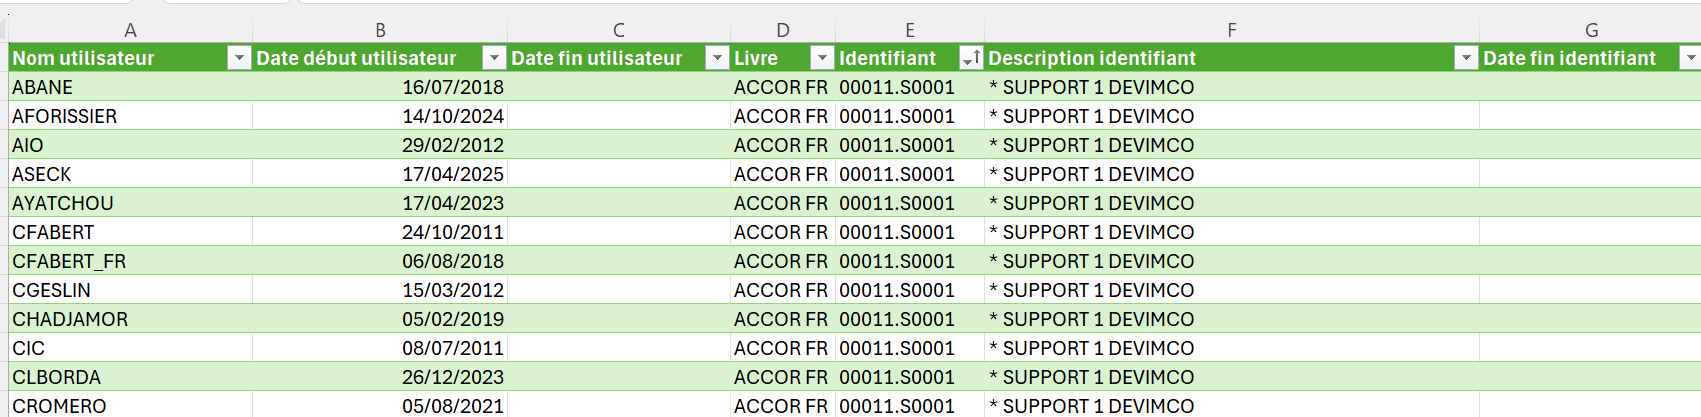 A B C D E F G
Nom utilisateur Date début utilisateur Date fin utilisateur Livre Identifiant Description identifiant Date fin identifiant
ABANE 16/07/2018 ACCOR FR 00011.S0001 * SUPPORT 1 DEVIMCO
AFORISSIER 14/10/2024 ACCOR FR 00011.S0001 * SUPPORT 1 DEVIMCO
AIO 29/02/2012 ACCOR FR 00011.S0001 * SUPPORT 1 DEVIMCO
ASECK 17/04/2025 ACCOR FR 00011.S0001 * SUPPORT 1 DEVIMCO
AYATCHOU 17/04/2023 ACCOR FR 00011.S0001 * SUPPORT 1 DEVIMCO
CFABERT 24/10/2011 ACCOR FR 00011.S0001 * SUPPORT 1 DEVIMCO
CFABERT_FR 06/08/2018 ACCOR FR 00011.S0001 * SUPPORT 1 DEVIMCO
CGESLIN 15/03/2012 ACCOR FR 00011.S0001 * SUPPORT 1 DEVIMCO
CHADJAMOR 05/02/2019 ACCOR FR 00011.S0001 * SUPPORT 1 DEVIMCO
CIC 08/07/2011 ACCOR FR 00011.S0001 * SUPPORT 1 DEVIMCO
CLBORDA 26/12/2023 ACCOR FR 00011.S0001 * SUPPORT 1 DEVIMCO
CROMERO 05/08/2021 ACCOR FR 00011.S0001 * SUPPORT 1 DEVIMCO